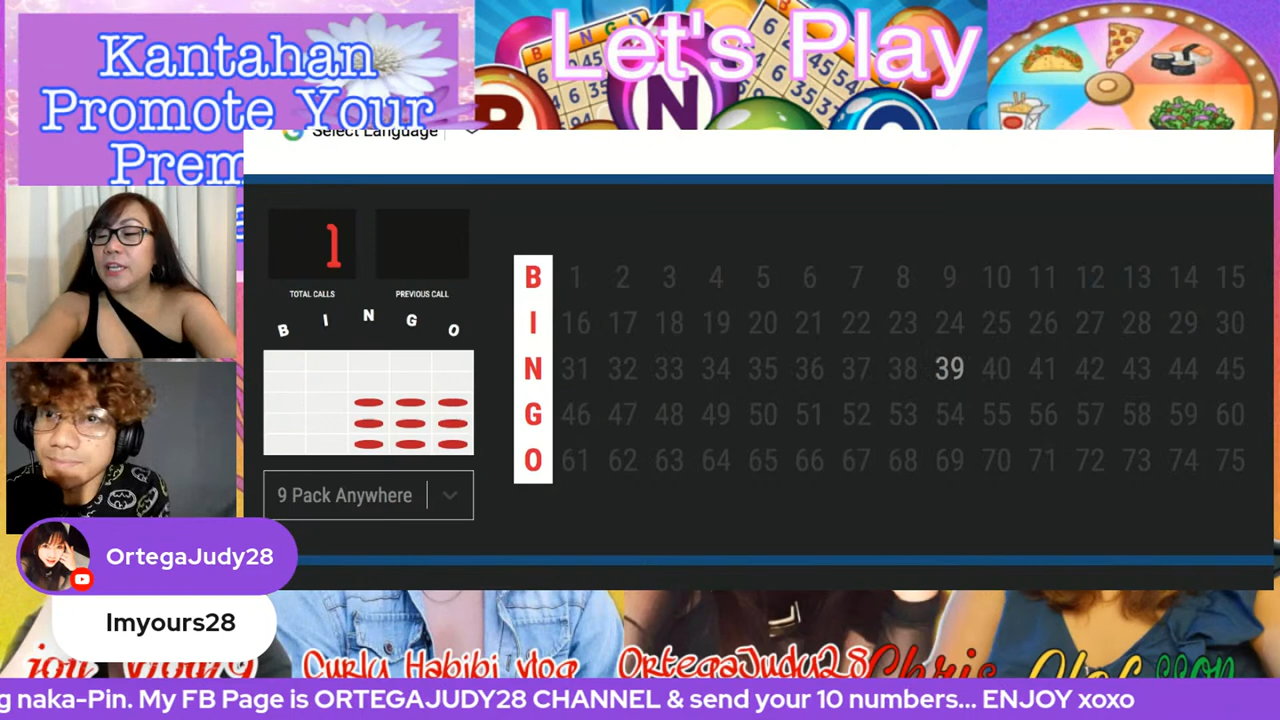 Kantahan
Promote Your
Prem
Let's Play
Select Language
1
TOTAL CALLS
PREVIOUS CALL
B I N G O
9 Pack Anywhere
B 1 2 3 4 5 6 7 8 9 10 11 12 13 14 15
I 16 17 18 19 20 21 22 23 24 25 26 27 28 29 30
N 31 32 33 34 35 36 37 38 39 40 41 42 43 44 45
G 46 47 48 49 50 51 52 53 54 55 56 57 58 59 60
O 61 62 63 64 65 66 67 68 69 70 71 72 73 74 75
OrtegaJudy28
Imyours28
Curly Habibi vlog
OrtegaJudy28
Chris
g naka-Pin. My FB Page is ORTEGAJUDY28 CHANNEL & send your 10 numbers... ENJOY xoxo